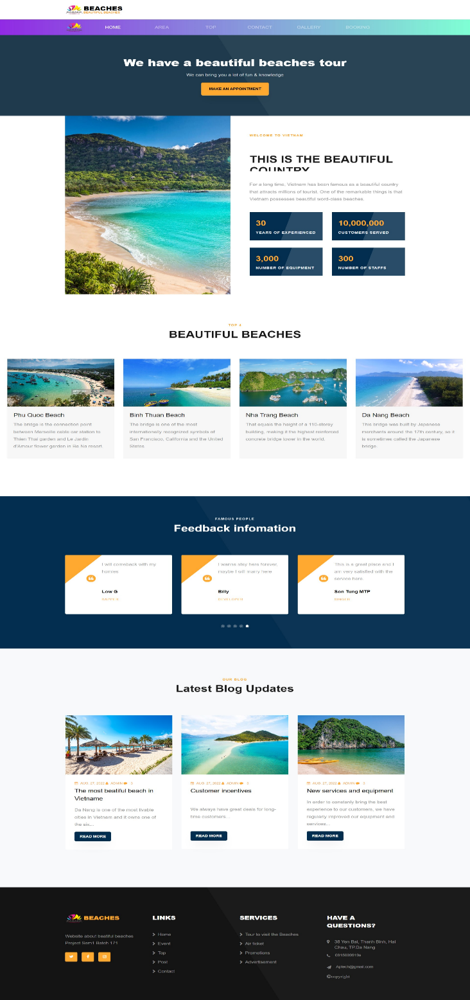 BEACHES
BEAUTIFUL BEACHES
HOME AREA TOP CONTACT GALLERY BOOKING
We have a beautiful beaches tour
We can bring you a lot of fun & knowledge
MAKE AN APPOINTMENT
WELCOME TO VIETNAM
THIS IS THE BEAUTIFUL
COUNTRY
For a long time, Vietnam has been famous as a beautiful country
that attracts millions of tourist. One of the remarkable things is that
Vietnam possesses beautiful word-class beaches.
30
YEARS OF EXPERIENCED
10,000,000
CUSTOMERS SERVED
3,000
NUMBER OF EQUIPMENT
300
NUMBER OF STAFFS
TOP 4
BEAUTIFUL BEACHES
Phu Quoc Beach
The bridge is the connection point
between Marseille cable car station to
Thien Thai garden and Le Jardin
d'Amour flower garden in Ba Na resort.
Binh Thuan Beach
The bridge is one of the most
internationally recognized symbols of
San Francisco, California and the United
States
Nha Trang Beach
That equals the height of a 110-storey
building, making it the highest reinforced
concrete bridge tower in the world.
Da Nang Beach
This bridge was built by Japanese
merchants around the 17th century, so it
is sometimes called the Japanese
bridge.
FAMOUS PEOPLE
Feedback infomation
I will comeback with my
homies
Low G
RAPPER
I wanna stay here forever,
maybe I will marry here
Billy
DEVELOPER
This is a great place and I
am very satisfied with the
service here
Son Tung MTP
SINGER
OUR BLOG
Latest Blog Updates
AUG. 27, 2022 ADMIN 3
The most beatiful beach in
Vietname
Da Nang is one of the most livable
cities in Vietnam and it owns one of
the six...
READ MORE
AUG. 27, 2022 ADMIN 3
Customer incentives
We always have great deals for long-
time customers...
READ MORE
AUG. 27, 2022 ADMIN 3
New services and equipment
In order to constanly bring the best
experience to our customers, we have
regularly improved our equipment and
services...
READ MORE
BEACHES
Website about beatiful beaches
Project Sem1 Batch 171
LINKS
Home
Event
Top
Post
Contact
SERVICES
Tour to visit the Beaches
Air ticket
Promotions
Advertisement
HAVE A
QUESTIONS?
38 Yen Bai, Thanh Binh, Hai
Chau, TP.Da Nang
Aptech@gmail.com
©copyright